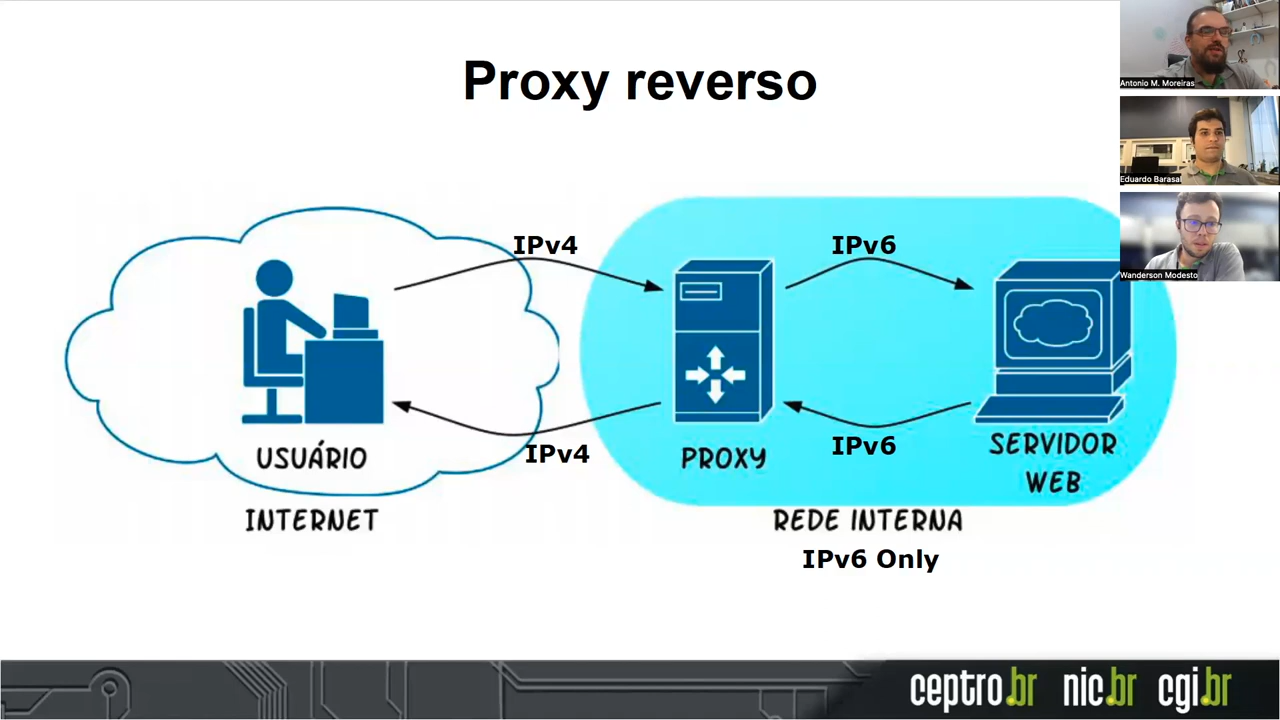 Proxy reverso
Antonio M. Moreiras
Eduardo Barasal
Wanderson Modesto
IPv4
IPv6
IPv4
IPv6
USUÁRIO
PROXY
SERVIDOR
WEB
INTERNET
REDE INTERNA
IPv6 Only
ceptro.br nic.br cgi.br